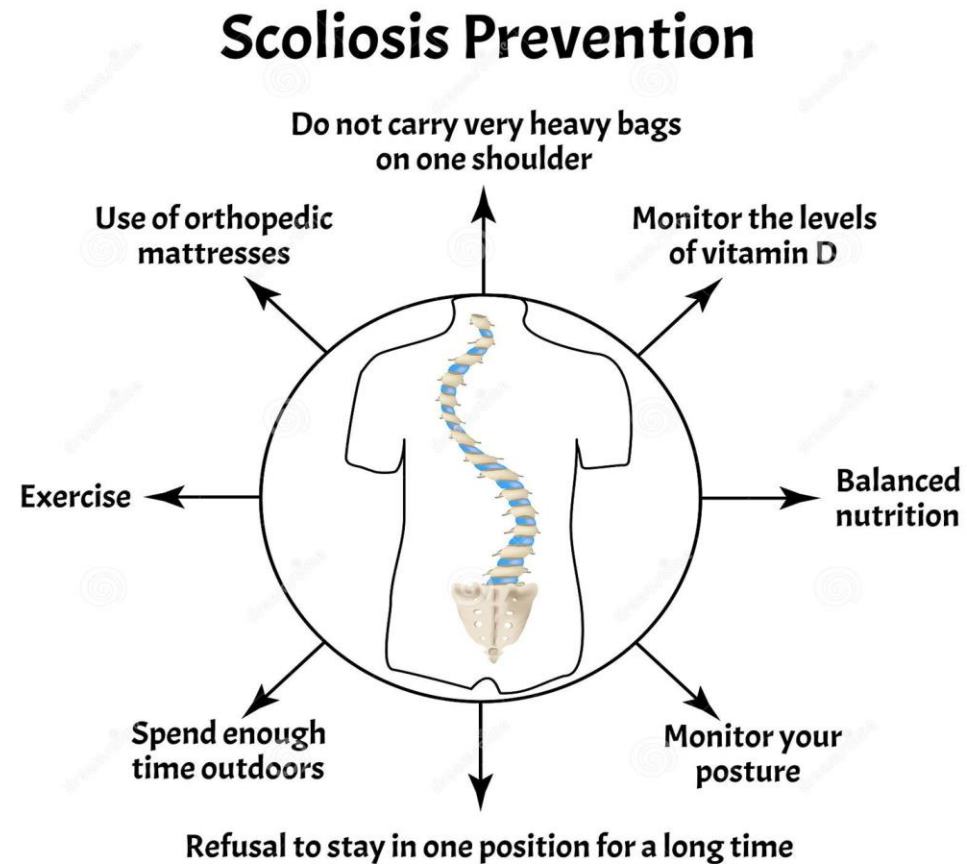 Scoliosis Prevention
Do not carry very heavy bags
on one shoulder
Use of orthopedic
mattresses
Monitor the levels
of vitamin D
Exercise
Balanced
nutrition
Spend enough
time outdoors
Monitor your
posture
Refusal to stay in one position for a long time